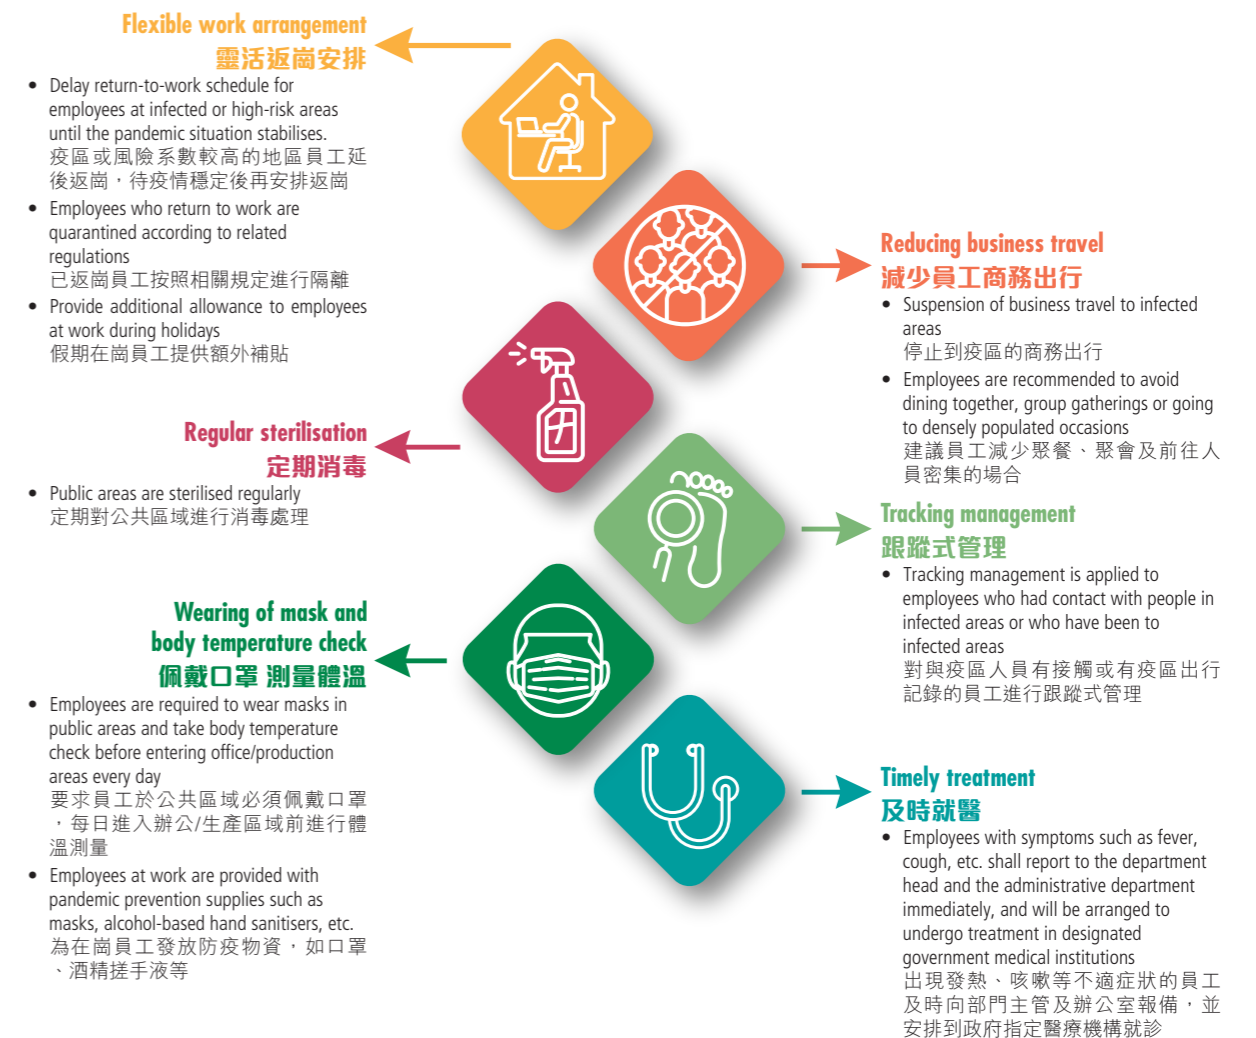 Flexible work arrangement
靈活返崗安排
• Delay return-to-work schedule for
employees at infected or high-risk areas
until the pandemic situation stabilises.
疫區或風險系數較高的地區員工延
後返崗，待疫情穩定後再安排返崗
• Employees who return to work are
quarantined according to related
regulations
已返崗員工按照相關規定進行隔離
• Provide additional allowance to employees
at work during holidays
假期在崗員工提供額外補貼
Reducing business travel
減少員工商務出行
• Suspension of business travel to infected
areas
停止到疫區的商務出行
• Employees are recommended to avoid
dining together, group gatherings or going
to densely populated occasions
建議員工減少聚餐、聚會及前往人
員密集的場合
Regular sterilisation
定期消毒
• Public areas are sterilised regularly
定期對公共區域進行消毒處理
Tracking management
跟蹤式管理
• Tracking management is applied to
employees who had contact with people in
infected areas or who have been to
infected areas
對與疫區人員有接觸或有疫區出行
記錄的員工進行跟蹤式管理
Wearing of mask and
body temperature check
佩戴口罩 測量體溫
• Employees are required to wear masks in
public areas and take body temperature
check before entering office/production
areas every day
要求員工於公共區域必須佩戴口罩
，每日進入辦公/生產區域前進行體
溫測量
• Employees at work are provided with
pandemic prevention supplies such as
masks, alcohol-based hand sanitisers, etc.
為在崗員工發放防疫物資，如口罩
、酒精搓手液等
Timely treatment
及時就醫
• Employees with symptoms such as fever,
cough, etc. shall report to the department
head and the administrative department
immediately, and will be arranged to
undergo treatment in designated
government medical institutions
出現發熱、咳嗽等不適症狀的員工
及時向部門主管及辦公室報備，並
安排到政府指定醫療機構就診